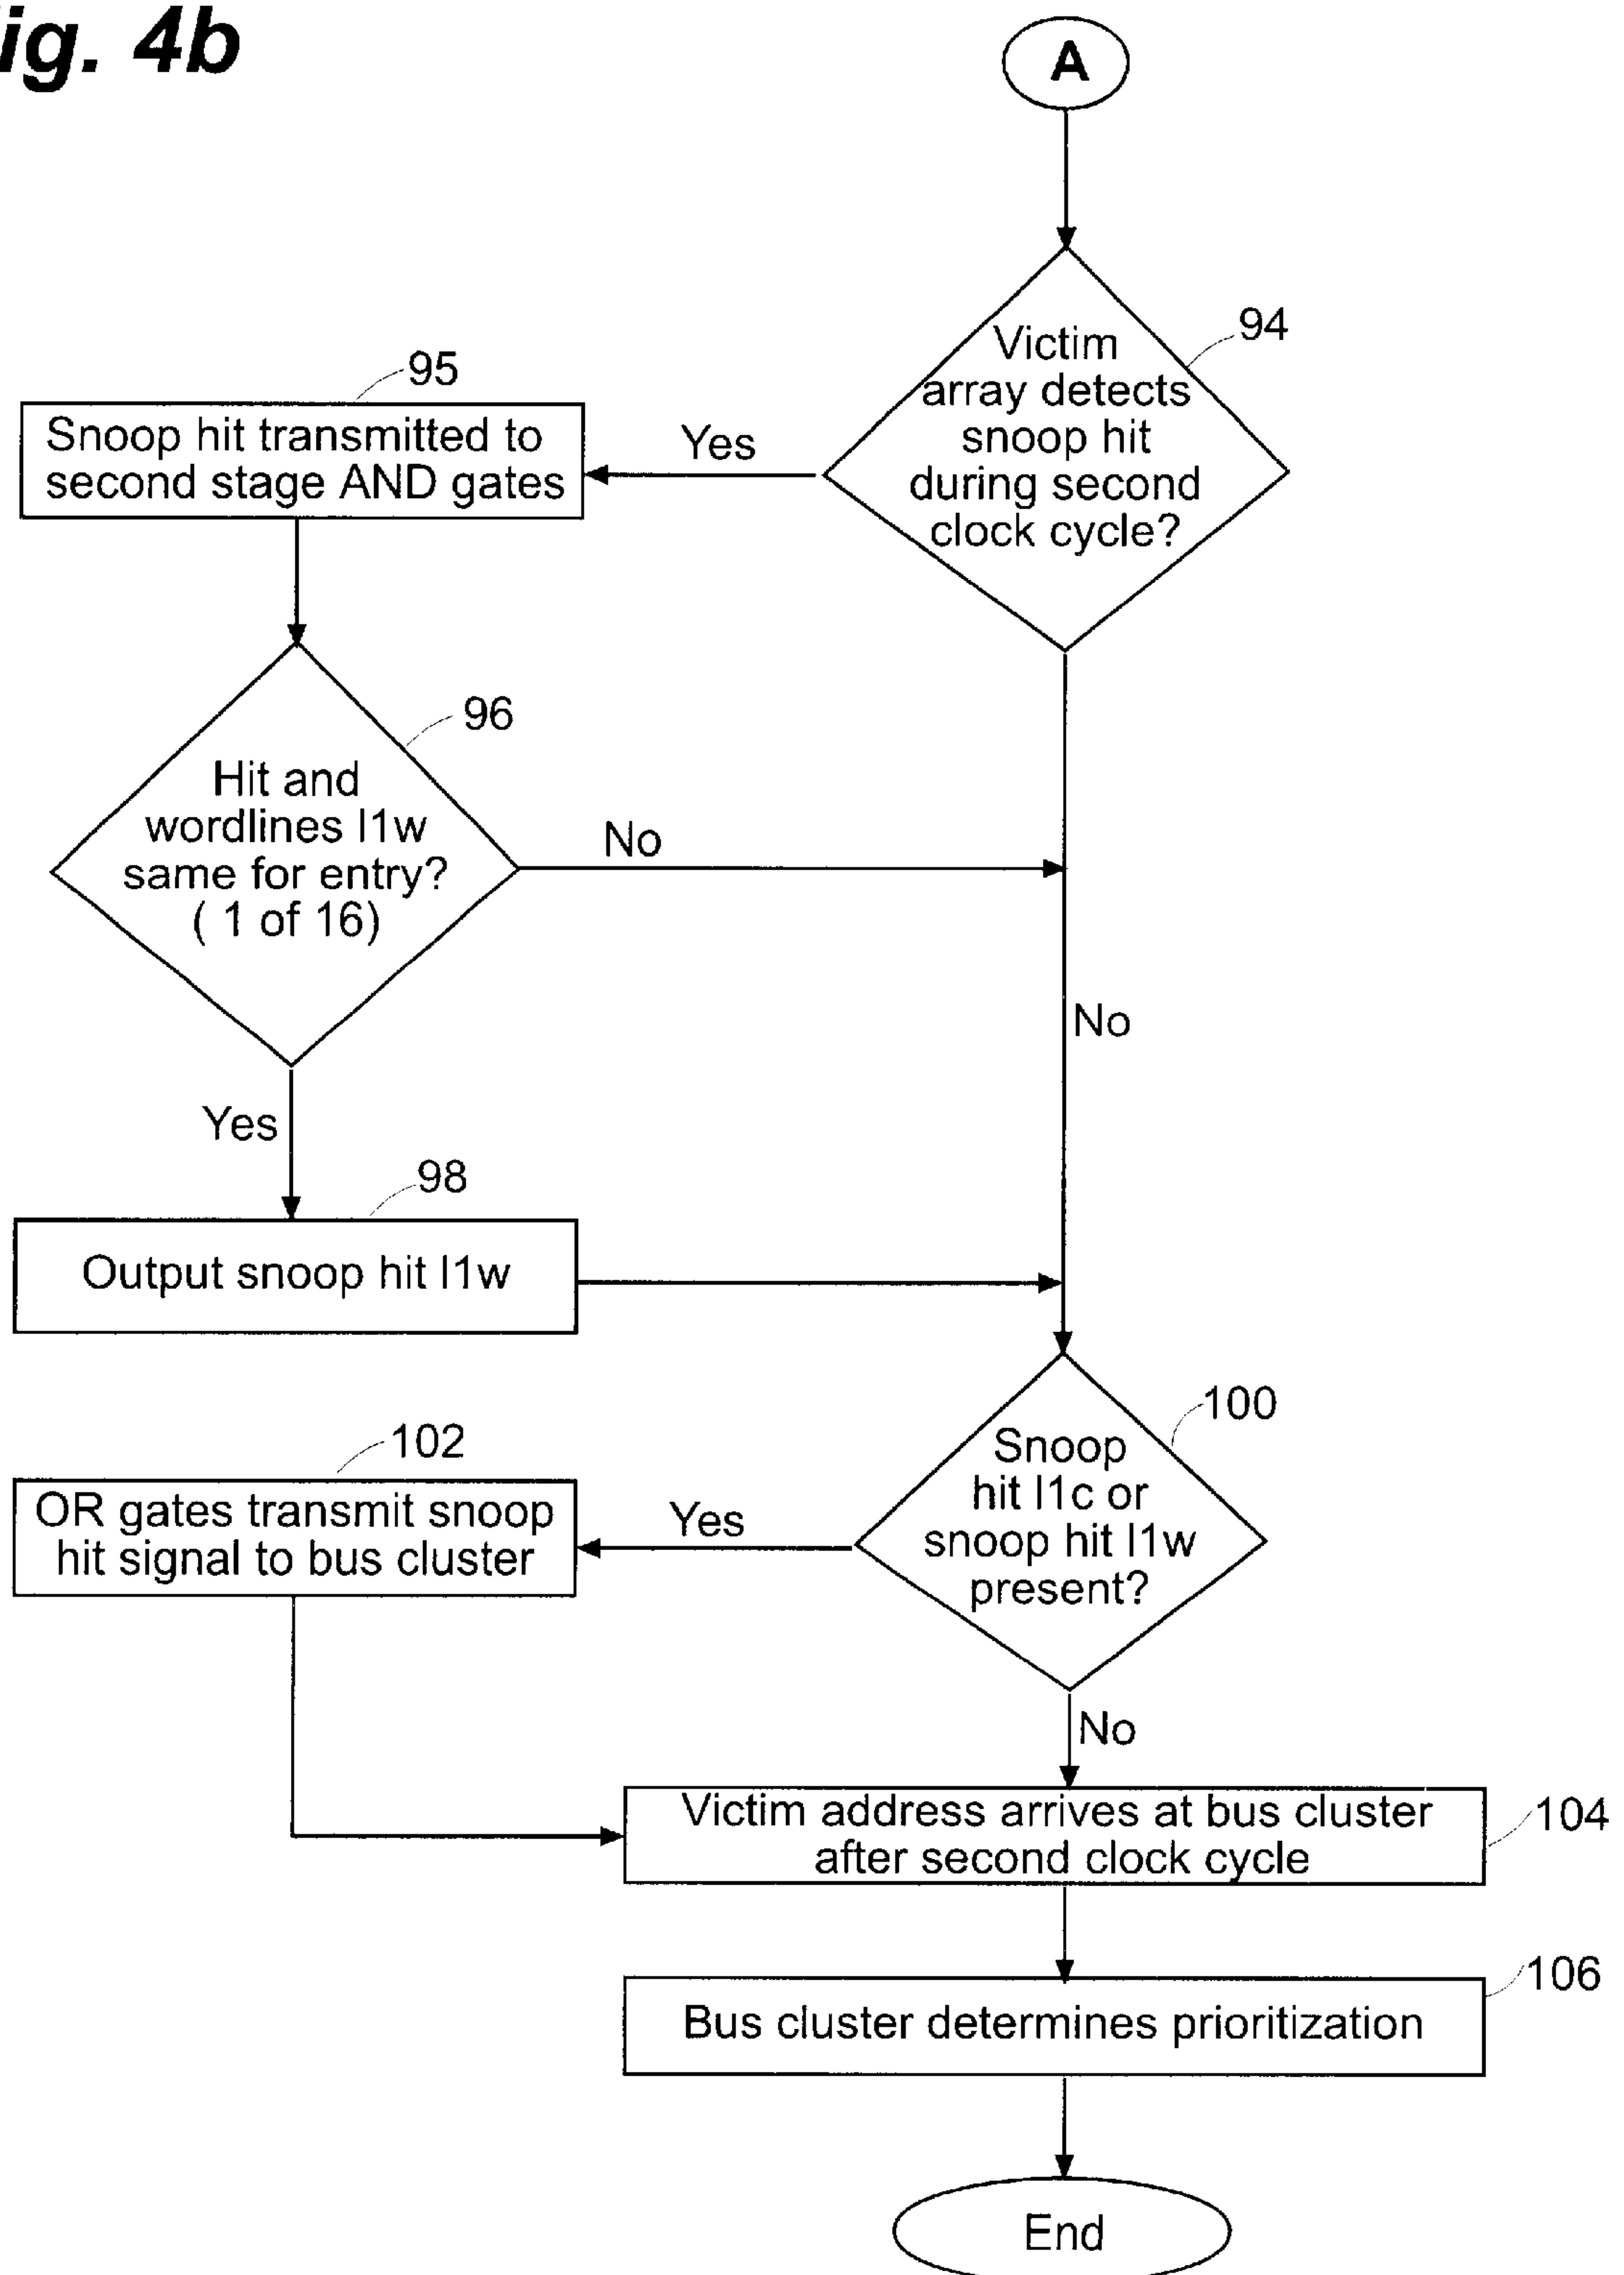 ig. 4b
A
94
Victim
array detects
snoop hit
during second
clock cycle?
Yes
95
Snoop hit transmitted to
second stage AND gates
96
Hit and
wordlines l1w
same for entry?
( 1 of 16)
No
No
Yes
98
Output snoop hit l1w
100
Snoop
hit l1c or
snoop hit l1w
present?
Yes
102
OR gates transmit snoop
hit signal to bus cluster
No
Victim address arrives at bus cluster
after second clock cycle
104
106
Bus cluster determines prioritization
End